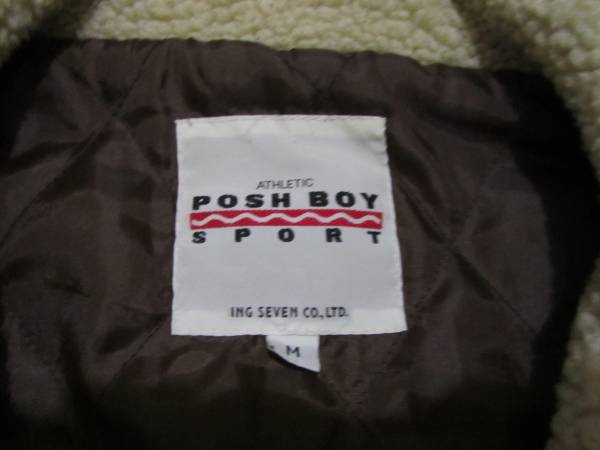 ATHLETIC
POSH BOY
SPORT
ING SEVEN CO.,LTD.
M